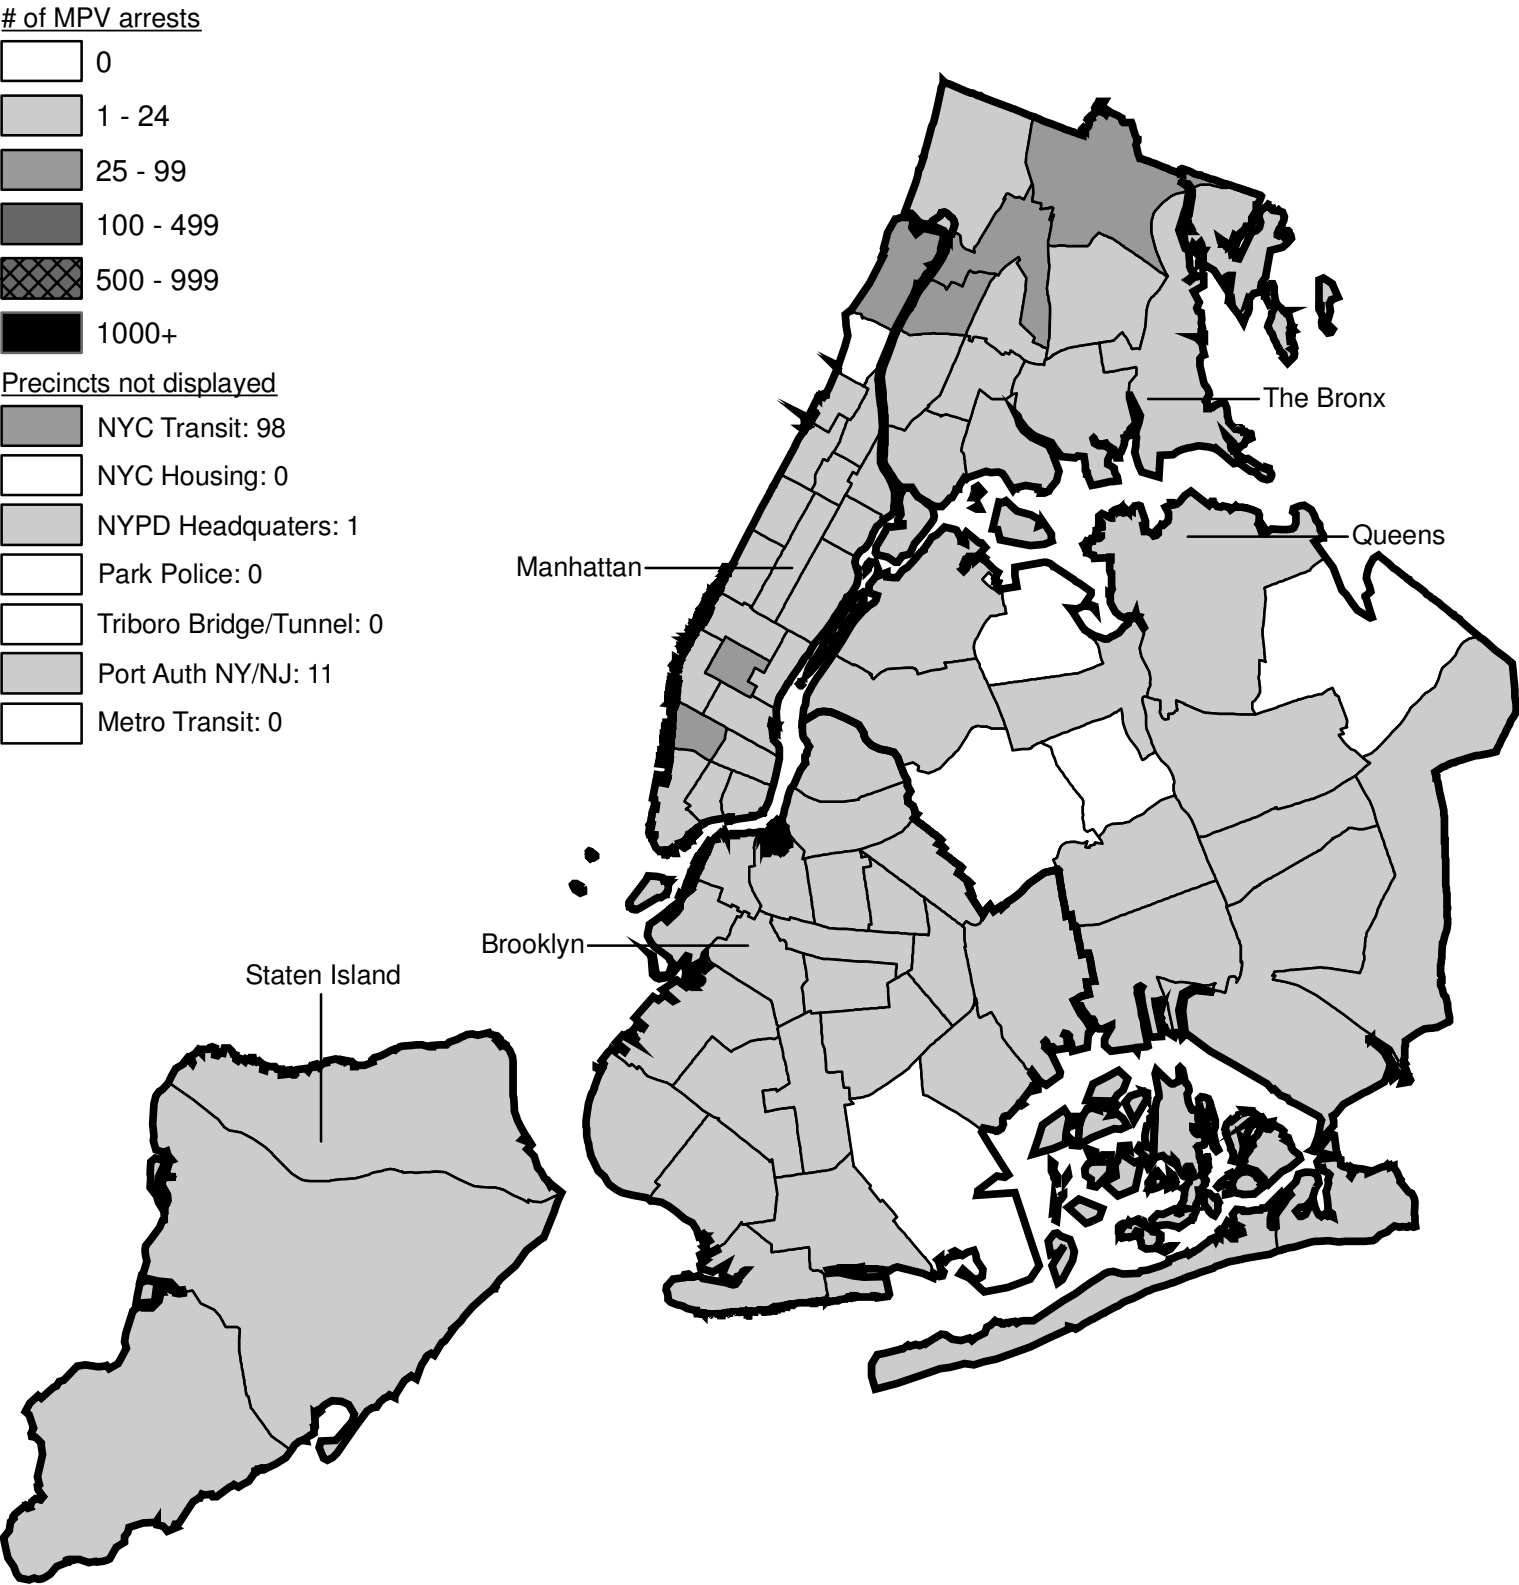 # of MPV arrests
0
1 - 24
25 - 99
100 - 499
500 - 999
1000+
Precincts not displayed
NYC Transit: 98
NYC Housing: 0
NYPD Headquaters: 1
Park Police: 0
Triboro Bridge/Tunnel: 0
Port Auth NY/NJ: 11
Metro Transit: 0
The Bronx
Queens
Manhattan
Brooklyn
Staten Island